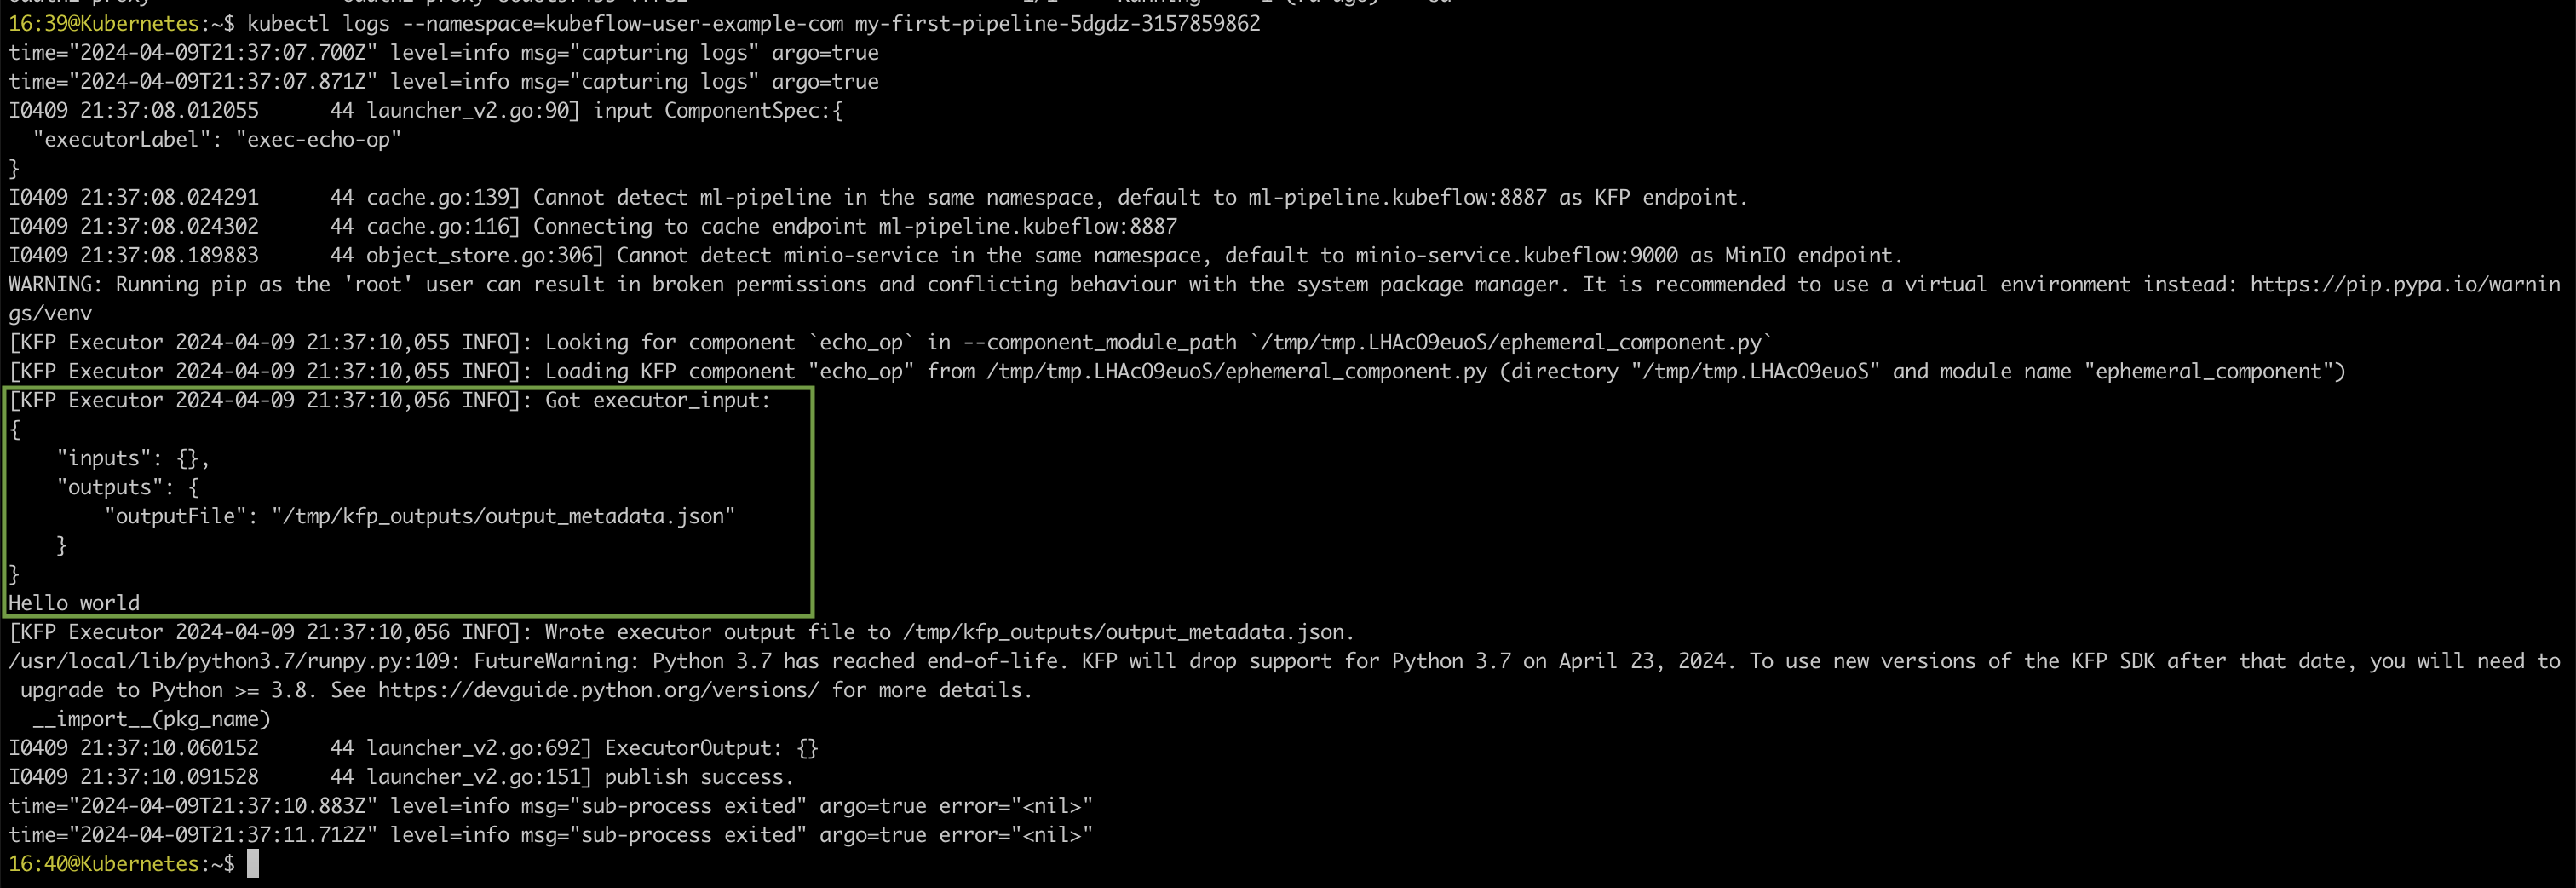 16:39@Kubernetes:~$ kubectl logs --namespace=kubeflow-user-example-com my-first-pipeline-5dgdz-3157859862
time="2024-04-09T21:37:07.700Z" level=info msg="capturing logs" argo=true
time="2024-04-09T21:37:07.871Z" level=info msg="capturing logs" argo=true
I0409 21:37:08.012055      44 launcher_v2.go:90] input ComponentSpec:{
  "executorLabel": "exec-echo-op"
}
I0409 21:37:08.024291      44 cache.go:139] Cannot detect ml-pipeline in the same namespace, default to ml-pipeline.kubeflow:8887 as KFP endpoint.
I0409 21:37:08.024302      44 cache.go:116] Connecting to cache endpoint ml-pipeline.kubeflow:8887
I0409 21:37:08.189883      44 object_store.go:306] Cannot detect minio-service in the same namespace, default to minio-service.kubeflow:9000 as MinIO endpoint.
WARNING: Running pip as the 'root' user can result in broken permissions and conflicting behaviour with the system package manager. It is recommended to use a virtual environment instead: https://pip.pypa.io/warnin
gs/venv
[KFP Executor 2024-04-09 21:37:10,055 INFO]: Looking for component `echo_op` in --component_module_path `/tmp/tmp.LHAcO9euoS/ephemeral_component.py`
[KFP Executor 2024-04-09 21:37:10,055 INFO]: Loading KFP component "echo_op" from /tmp/tmp.LHAcO9euoS/ephemeral_component.py (directory "/tmp/tmp.LHAcO9euoS" and module name "ephemeral_component")
[KFP Executor 2024-04-09 21:37:10,056 INFO]: Got executor_input:
{
    "inputs": {},
    "outputs": {
        "outputFile": "/tmp/kfp_outputs/output_metadata.json"
    }
}
Hello world
[KFP Executor 2024-04-09 21:37:10,056 INFO]: Wrote executor output file to /tmp/kfp_outputs/output_metadata.json.
/usr/local/lib/python3.7/runpy.py:109: FutureWarning: Python 3.7 has reached end-of-life. KFP will drop support for Python 3.7 on April 23, 2024. To use new versions of the KFP SDK after that date, you will need to
 upgrade to Python >= 3.8. See https://devguide.python.org/versions/ for more details.
  __import__(pkg_name)
I0409 21:37:10.060152      44 launcher_v2.go:692] ExecutorOutput: {}
I0409 21:37:10.091528      44 launcher_v2.go:151] publish success.
time="2024-04-09T21:37:10.883Z" level=info msg="sub-process exited" argo=true error="<nil>"
time="2024-04-09T21:37:11.712Z" level=info msg="sub-process exited" argo=true error="<nil>"
16:40@Kubernetes:~$